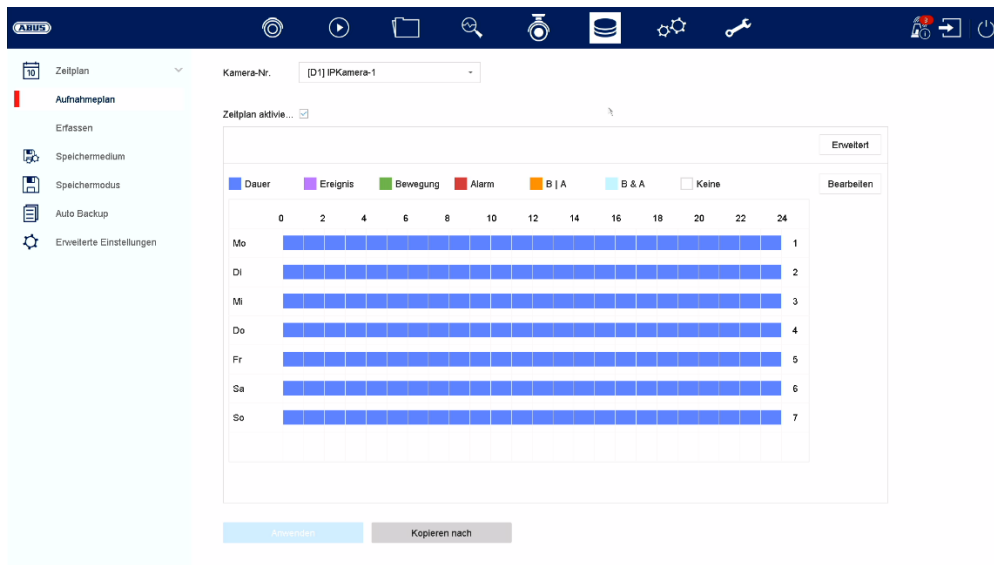 ABUS
2
10 Zeitplan
Aufnahmeplan
Erfassen
Speichermedium
Speichermodus
Auto Backup
Erweiterte Einstellungen
Kamera-Nr. [D1] IPKamera-1
Zeitplan aktivie...
Erweitert
Dauer Ereignis Bewegung Alarm B | A B & A Keine Bearbeiten
0 2 4 6 8 10 12 14 16 18 20 22 24
Mo 1
Di 2
Mi 3
Do 4
Fr 5
Sa 6
So 7
Anwenden Kopieren nach